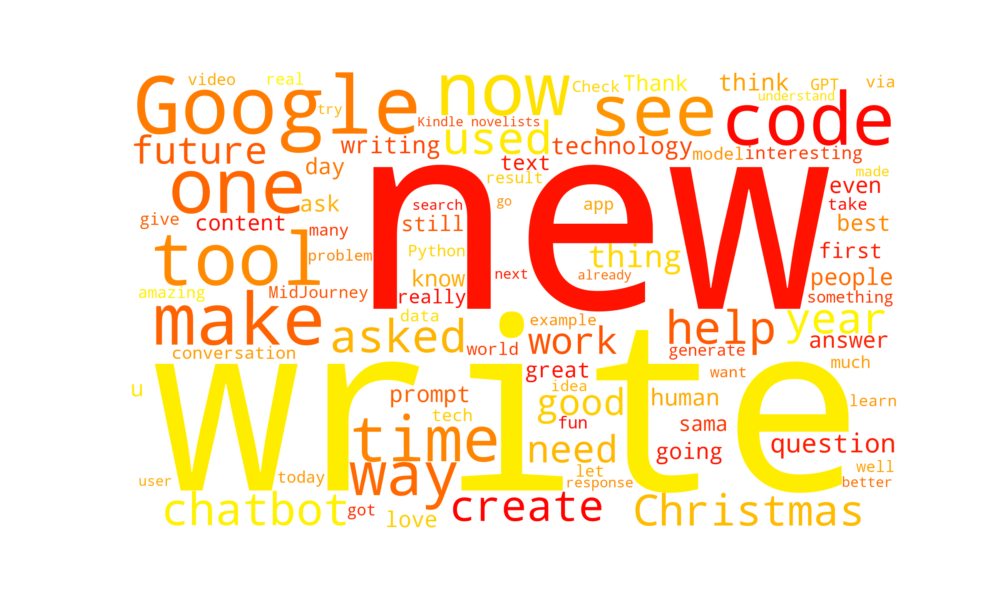 video real
Google
try
now
Check Thank
think GPT via
understand
see
code
Kindle novelists
future
writing
used
technology
text
model interesting
day
one
result
new
even
made
take
ask
give content
search
go
app
best
many
still
first
tool
problem
Python
thing
know
next
already
people
amazing
MidJourney
really
something
make
data
example
help
year
asked
work
answer
conversation
world
generate
much
write
great
want
u
prompt
idea
human
learn
good
tech
fun
sama
time
need
going
question
way
let
well
user
today
response
better
chatbot
got
love
create
Christmas